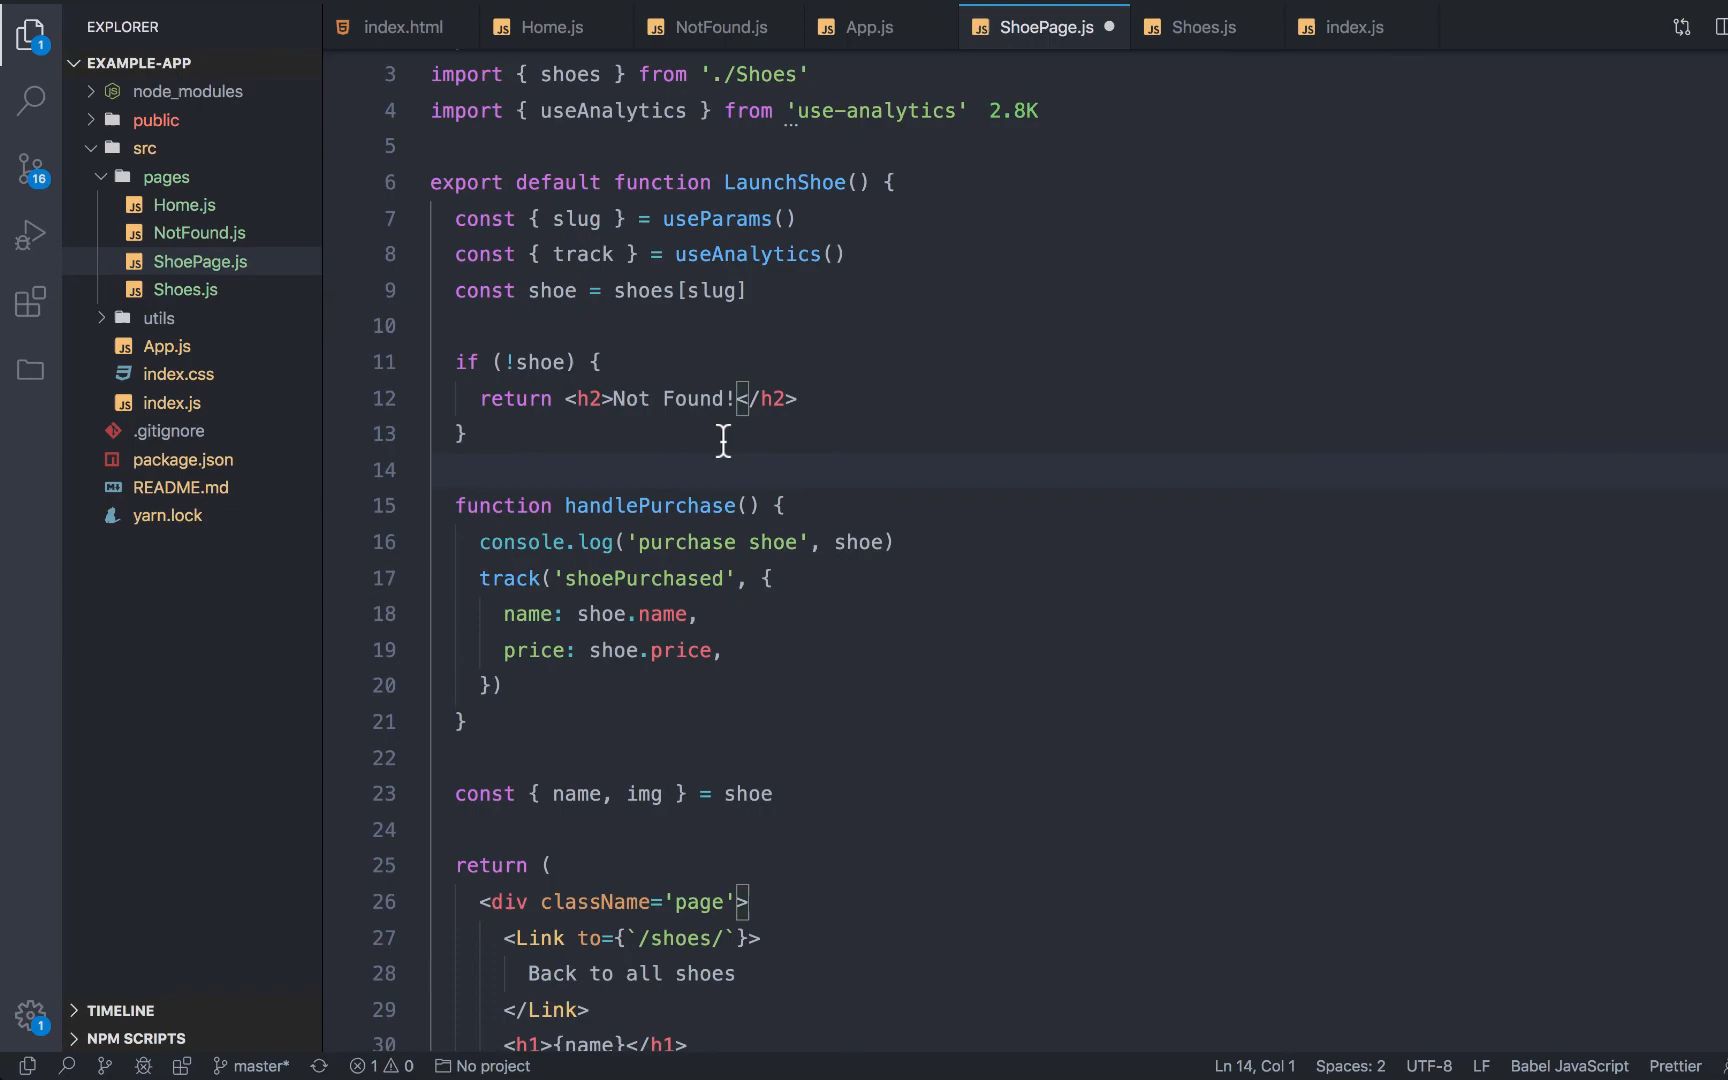 EXPLORER
index.html
Home.js
NotFound.js
App.js
ShoePage.js
Shoes.js
index.js
1
16
EXAMPLE-APP
node_modules
public
src
pages
Home.js
NotFound.js
ShoePage.js
Shoes.js
utils
App.js
index.css
index.js
.gitignore
package.json
README.md
yarn.lock
TIMELINE
NPM SCRIPTS
1
3 import { shoes } from './Shoes'
4 import { useAnalytics } from 'use-analytics' 2.8K
5
6 export default function LaunchShoe() {
7 const { slug } = useParams()
8 const { track } = useAnalytics()
9 const shoe = shoes[slug]
10
11 if (!shoe) {
12 return <h2>Not Found!</h2>
13 }
14
15 function handlePurchase() {
16 console.log('purchase shoe', shoe)
17 track('shoePurchased', {
18 name: shoe.name,
19 price: shoe.price,
20 })
21 }
22
23 const { name, img } = shoe
24
25 return (
26 <div className='page'>
27 <Link to={`/shoes/`}>
28 Back to all shoes
29 </Link>
30 <h1>{name}</h1>
master* 1 0 No project Ln 14, Col 1 Spaces: 2 UTF-8 LF Babel JavaScript Prettier